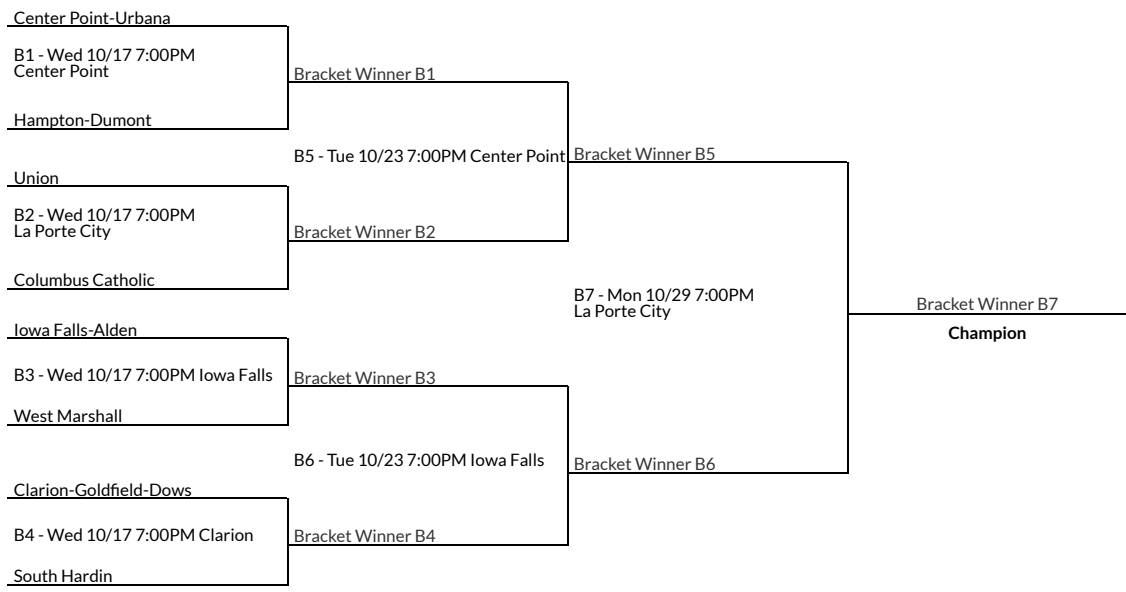 Center Point-Urbana
B1 - Wed 10/17 7:00PM
Center Point
Bracket Winner B1
Hampton-Dumont
B5 - Tue 10/23 7:00PM Center Point
Bracket Winner B5
Union
B2 - Wed 10/17 7:00PM
La Porte City
Bracket Winner B2
Columbus Catholic
B7 - Mon 10/29 7:00PM
La Porte City
Bracket Winner B7
Champion
Iowa Falls-Alden
B3 - Wed 10/17 7:00PM Iowa Falls
Bracket Winner B3
West Marshall
B6 - Tue 10/23 7:00PM Iowa Falls
Bracket Winner B6
Clarion-Goldfield-Dows
B4 - Wed 10/17 7:00PM Clarion
Bracket Winner B4
South Hardin